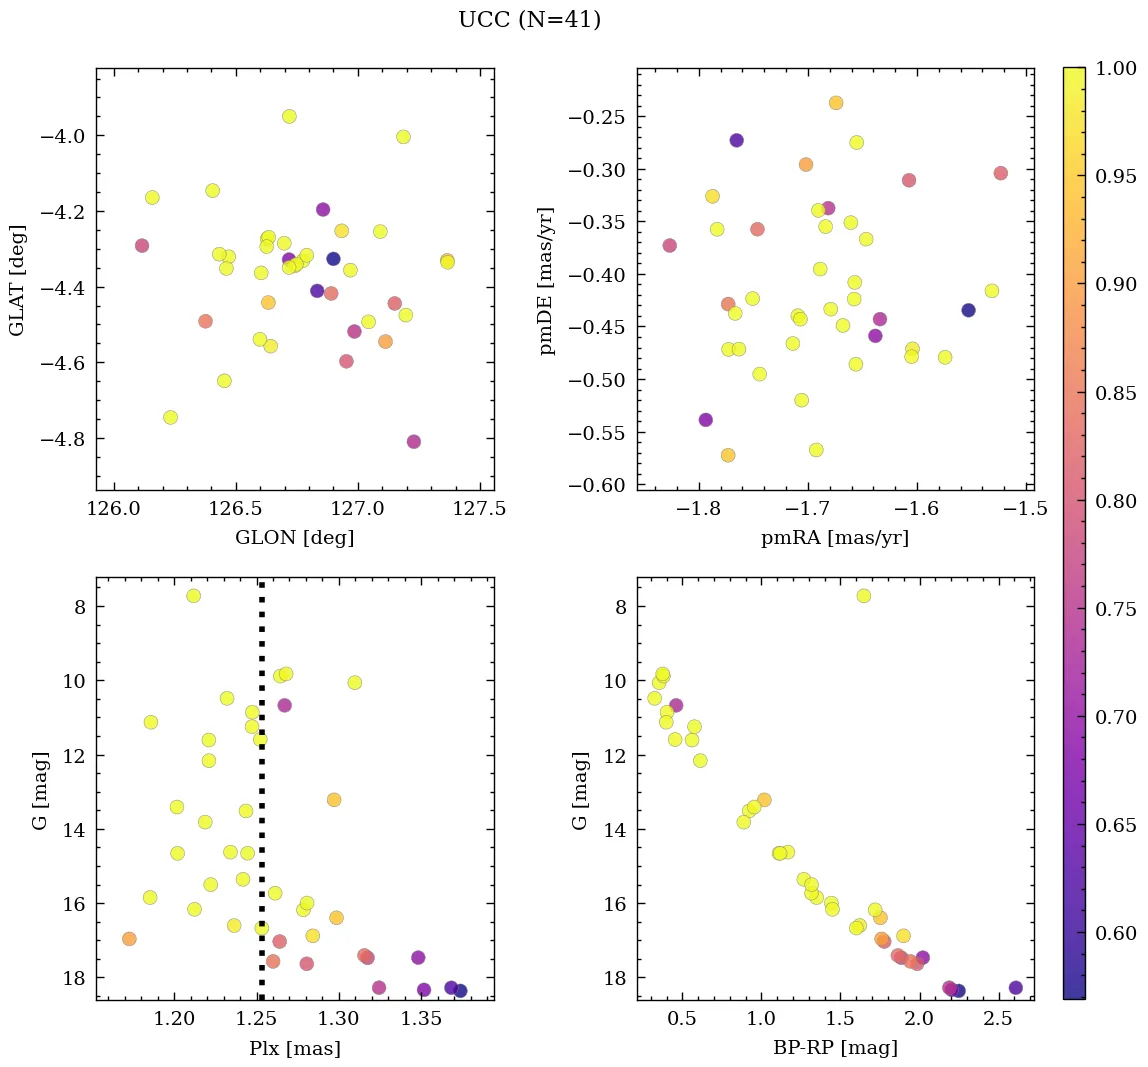 UCC (N=41)
−4.0
−4.2
−4.4
−4.6
−4.8
GLAT [deg]
126.0 126.5 127.0 127.5
GLON [deg]
−0.25
−0.30
−0.35
−0.40
−0.45
−0.50
−0.55
−0.60
pmDE [mas/yr]
−1.8 −1.7 −1.6 −1.5
pmRA [mas/yr]
8
10
12
14
16
18
G [mag]
1.20 1.25 1.30 1.35
Plx [mas]
8
10
12
14
16
18
G [mag]
0.5 1.0 1.5 2.0 2.5
BP-RP [mag]
1.00
0.95
0.90
0.85
0.80
0.75
0.70
0.65
0.60